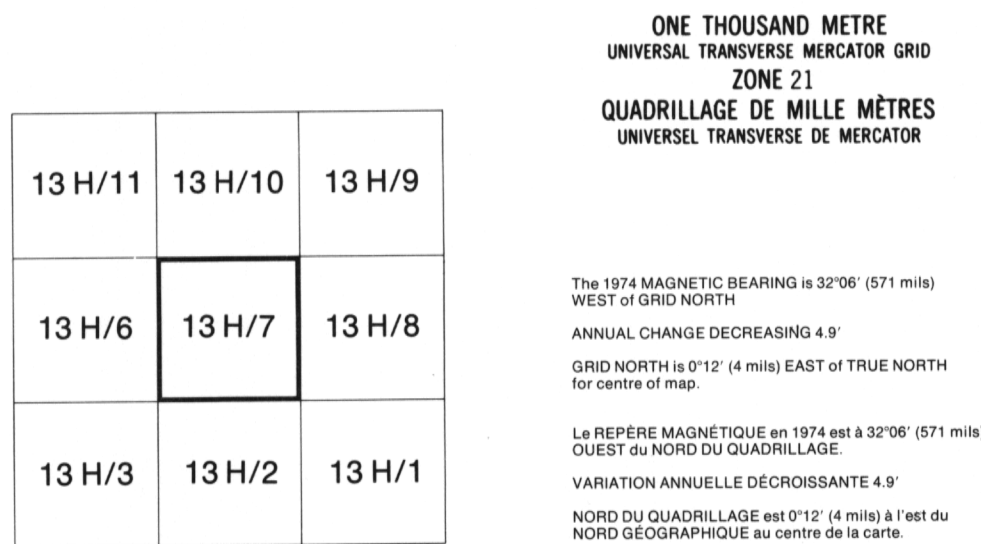 ONE THOUSAND METRE
UNIVERSAL TRANSVERSE MERCATOR GRID
ZONE 21
QUADRILLAGE DE MILLE MÈTRES
UNIVERSEL TRANSVERSE DE MERCATOR
13 H/11 13 H/10 13 H/9
13 H/6 13 H/7 13 H/8
13 H/3 13 H/2 13 H/1
The 1974 MAGNETIC BEARING is 32°06′ (571 mils)
WEST of GRID NORTH
ANNUAL CHANGE DECREASING 4.9′
GRID NORTH is 0°12′ (4 mils) EAST of TRUE NORTH
for centre of map.
Le REPÈRE MAGNÉTIQUE en 1974 est à 32°06′ (571 mils)
OUEST du NORD DU QUADRILLAGE.
VARIATION ANNUELLE DÉCROISSANTE 4.9′
NORD DU QUADRILLAGE est 0°12′ (4 mils) à l'est du
NORD GÉOGRAPHIQUE au centre de la carte.